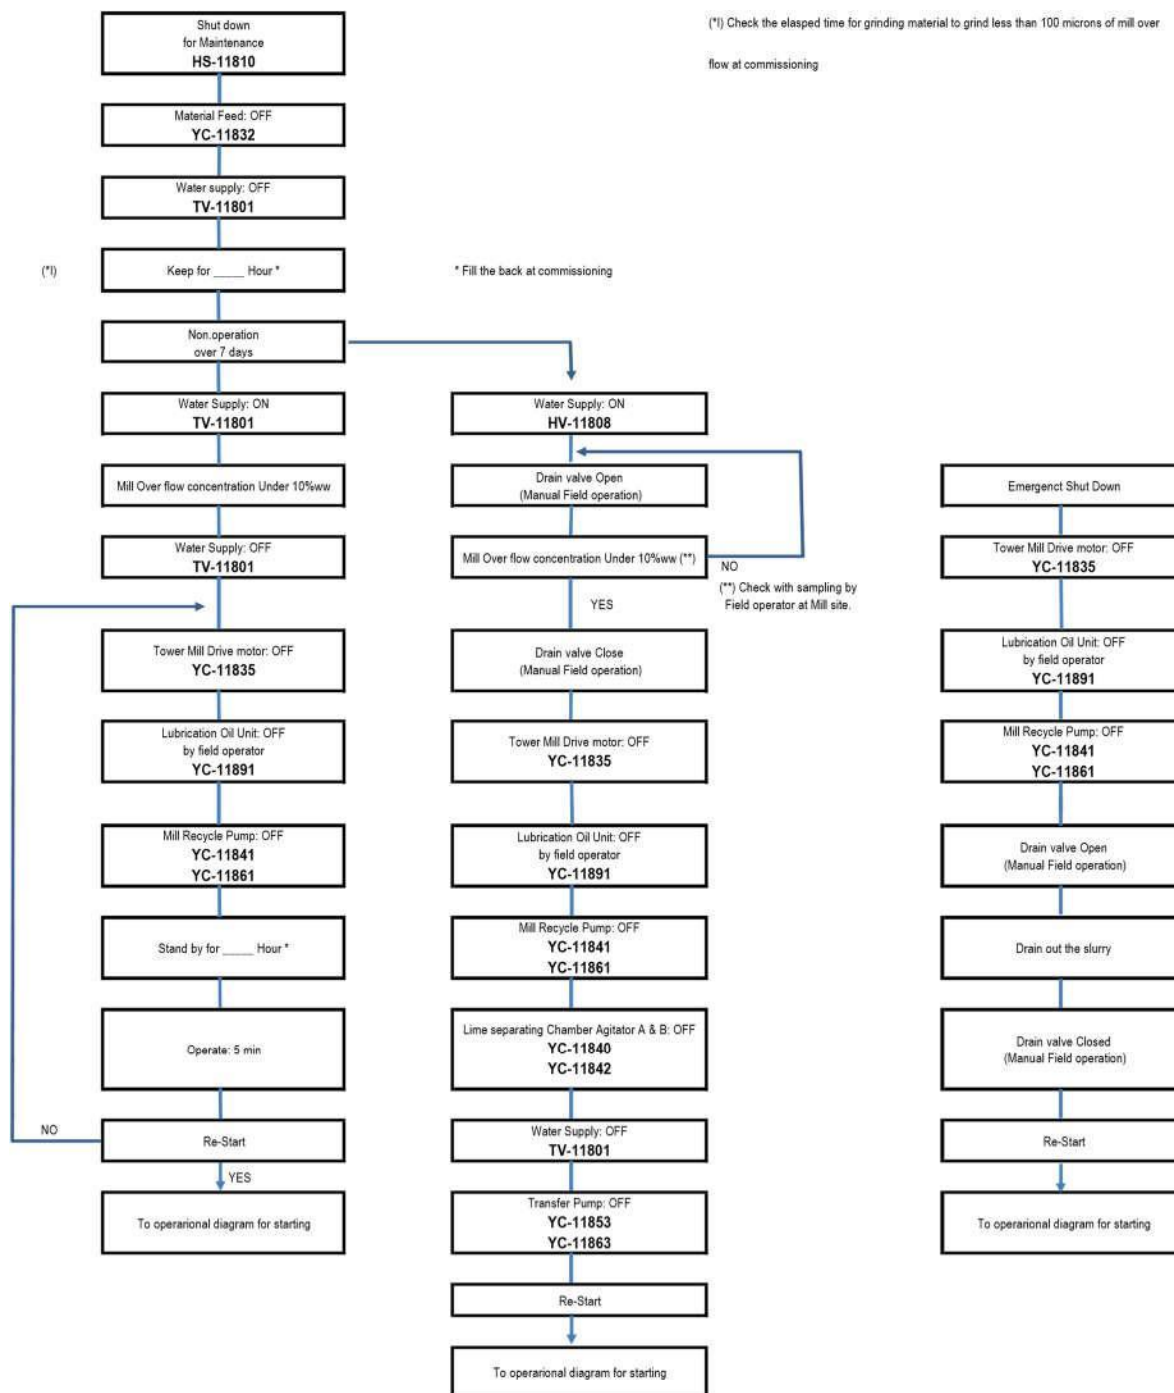 Shut down
for Maintenance
HS-11810
(*I) Check the elasped time for grinding material to grind less than 100 microns of mill over
flow at commissioning
Material Feed: OFF
YC-11832
Water supply: OFF
TV-11801
(*I)
Keep for _____ Hour *
* Fill the back at commissioning
Non.operation
over 7 days
Water Supply: ON
TV-11801
Mill Over flow concentration Under 10%ww
Water Supply: OFF
TV-11801
Tower Mill Drive motor: OFF
YC-11835
Lubrication Oil Unit: OFF
by field operator
YC-11891
Mill Recycle Pump: OFF
YC-11841
YC-11861
Stand by for _____ Hour *
Operate: 5 min
NO
Re-Start
YES
To operarional diagram for starting
Water Supply: ON
HV-11808
Drain valve Open
(Manual Field operation)
Mill Over flow concentration Under 10%ww (**)
NO
(**) Check with sampling by
Field operator at Mill site.
YES
Drain valve Close
(Manual Field operation)
Tower Mill Drive motor: OFF
YC-11835
Lubrication Oil Unit: OFF
by field operator
YC-11891
Mill Recycle Pump: OFF
YC-11841
YC-11861
Lime separating Chamber Agitator A & B: OFF
YC-11840
YC-11842
Water Supply: OFF
TV-11801
Transfer Pump: OFF
YC-11853
YC-11863
Re-Start
To operarional diagram for starting
Emergenct Shut Down
Tower Mill Drive motor: OFF
YC-11835
Lubrication Oil Unit: OFF
by field operator
YC-11891
Mill Recycle Pump: OFF
YC-11841
YC-11861
Drain valve Open
(Manual Field operation)
Drain out the slurry
Drain valve Closed
(Manual Field operation)
Re-Start
To operarional diagram for starting